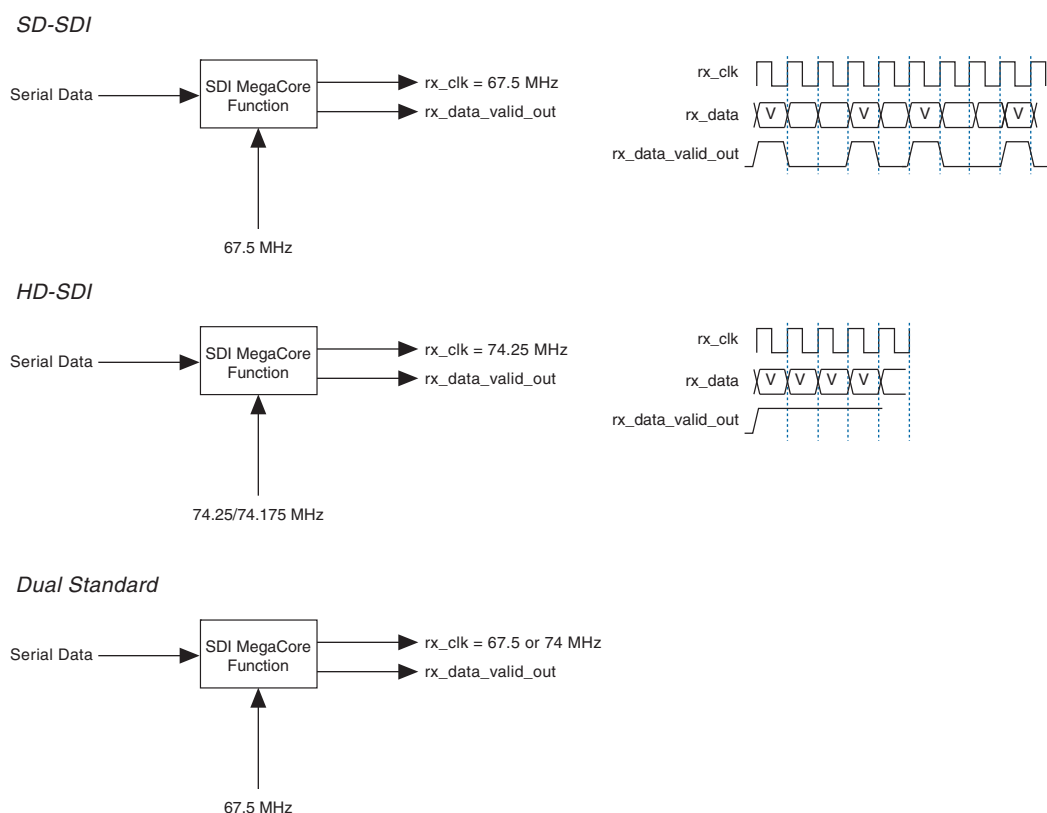 SD-SDI
Serial Data
SDI MegaCore
Function
rx_clk = 67.5 MHz
rx_data_valid_out
67.5 MHz
rx_clk
rx_data
V V V V
rx_data_valid_out
HD-SDI
Serial Data
SDI MegaCore
Function
rx_clk = 74.25 MHz
rx_data_valid_out
74.25/74.175 MHz
rx_clk
rx_data
V V V V
rx_data_valid_out
Dual Standard
Serial Data
SDI MegaCore
Function
rx_clk = 67.5 or 74 MHz
rx_data_valid_out
67.5 MHz